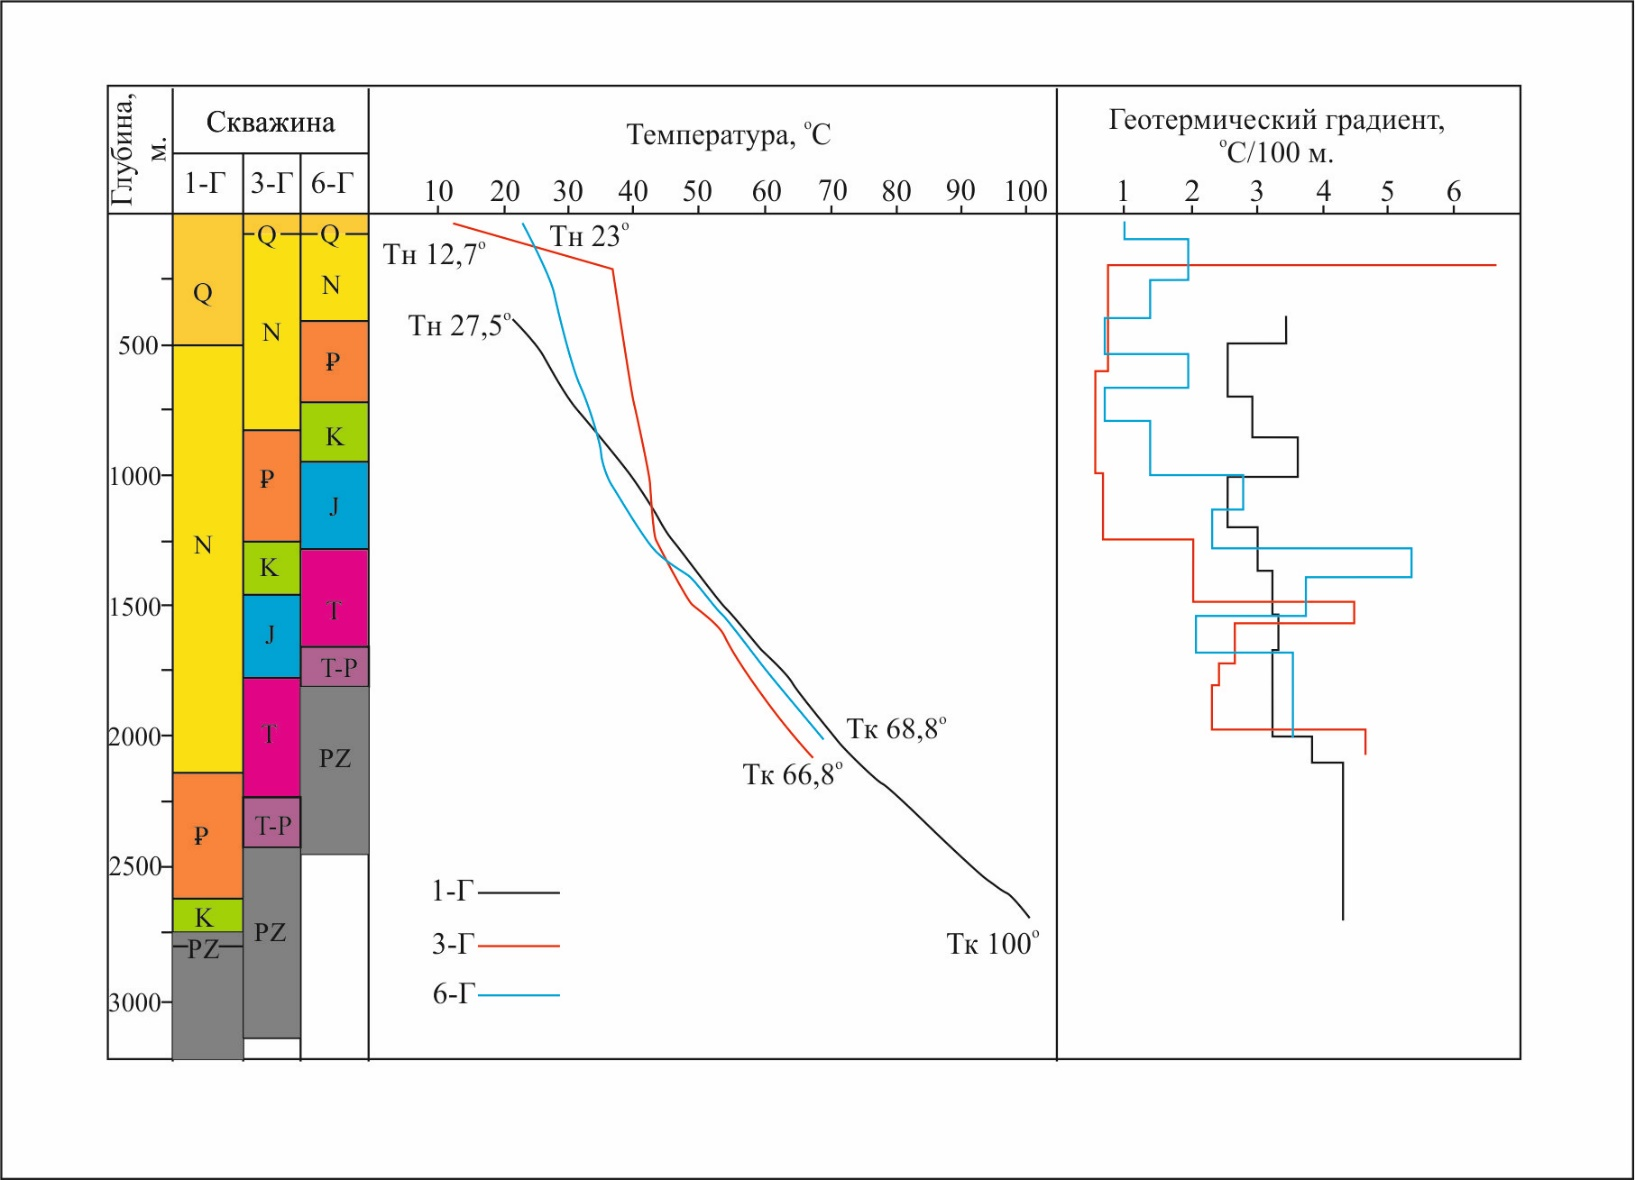 Глубина, м.
Скважина
1-Г 3-Г 6-Г
Температура, °C
10 20 30 40 50 60 70 80 90 100
Геотермический градиент,
°C/100 м.
1 2 3 4 5 6
Q Q Q
N
N
N
₽
K
J
T
T-P
PZ
₽
K
J
T
T-P
PZ
₽
K
PZ
500
1000
1500
2000
2500
3000
Тн 23°
Тн 12,7°
Тн 27,5°
Тк 68,8°
Тк 66,8°
Тк 100°
1-Г
3-Г
6-Г